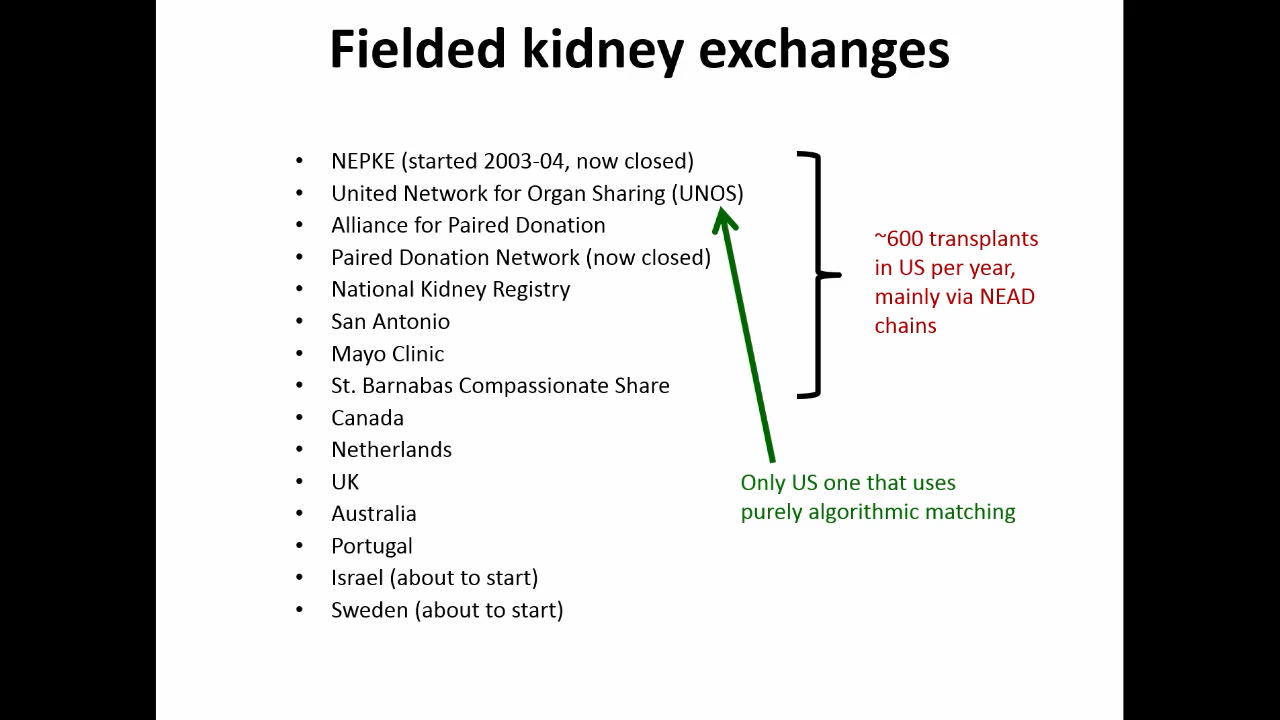 Fielded kidney exchanges
• NEPKE (started 2003-04, now closed)
• United Network for Organ Sharing (UNOS)
• Alliance for Paired Donation
• Paired Donation Network (now closed)
• National Kidney Registry
• San Antonio
• Mayo Clinic
• St. Barnabas Compassionate Share
• Canada
• Netherlands
• UK
• Australia
• Portugal
• Israel (about to start)
• Sweden (about to start)
~600 transplants
in US per year,
mainly via NEAD
chains
Only US one that uses
purely algorithmic matching